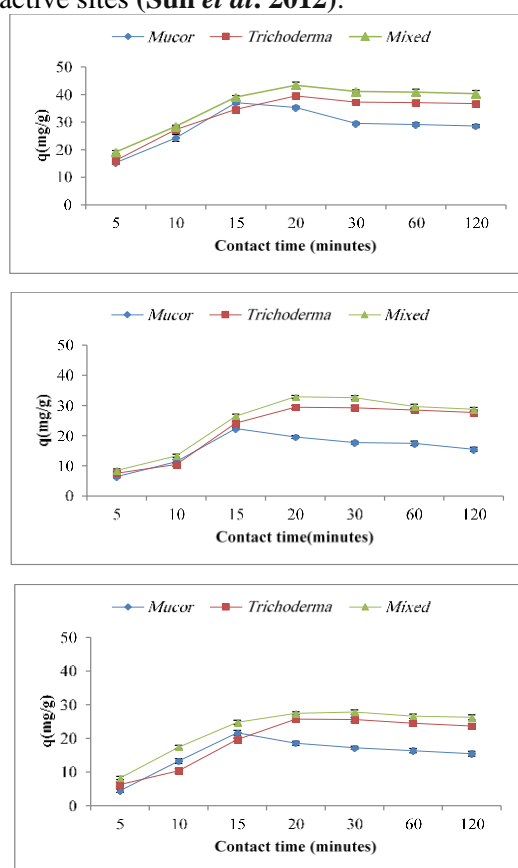 active sites (Sun et al. 2012).
Mucor Trichoderma Mixed
50
40
30
20
10
0
q(mg/g)
5 10 15 20 30 60 120
Contact time (minutes)
Mucor Trichoderma Mixed
50
40
30
20
10
0
q(mg/g)
5 10 15 20 30 60 120
Contact time(minutes)
Mucor Trichoderma Mixed
50
40
30
20
10
0
q(mg/g)
5 10 15 20 30 60 120
Contact time (minutes)